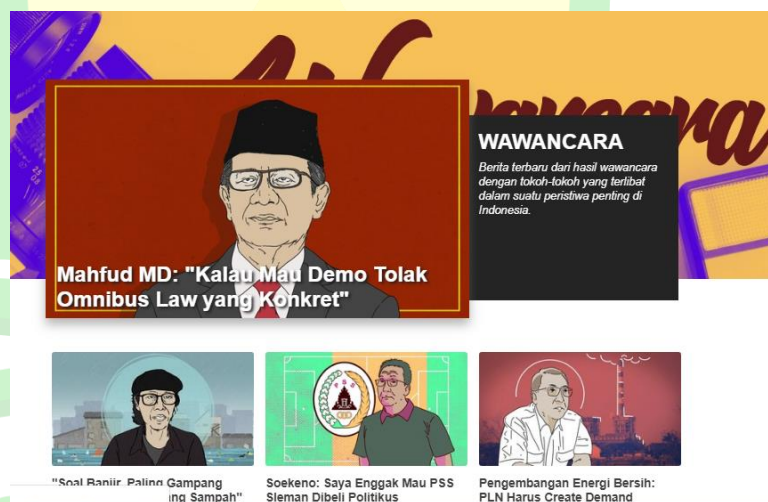 Wawancara
WAWANCARA
Berita terbaru dari hasil wawancara
dengan tokoh-tokoh yang terlibat
dalam suatu peristiwa penting di
Indonesia.
Mahfud MD: "Kalau Mau Demo Tolak
Omnibus Law yang Konkret"
PSS
"Soal Banjir, Paling Gampang
Sampah"
Soekeno: Saya Enggak Mau PSS
Sleman Dibeli Politikus
Pengembangan Energi Bersih:
PLN Harus Create Demand